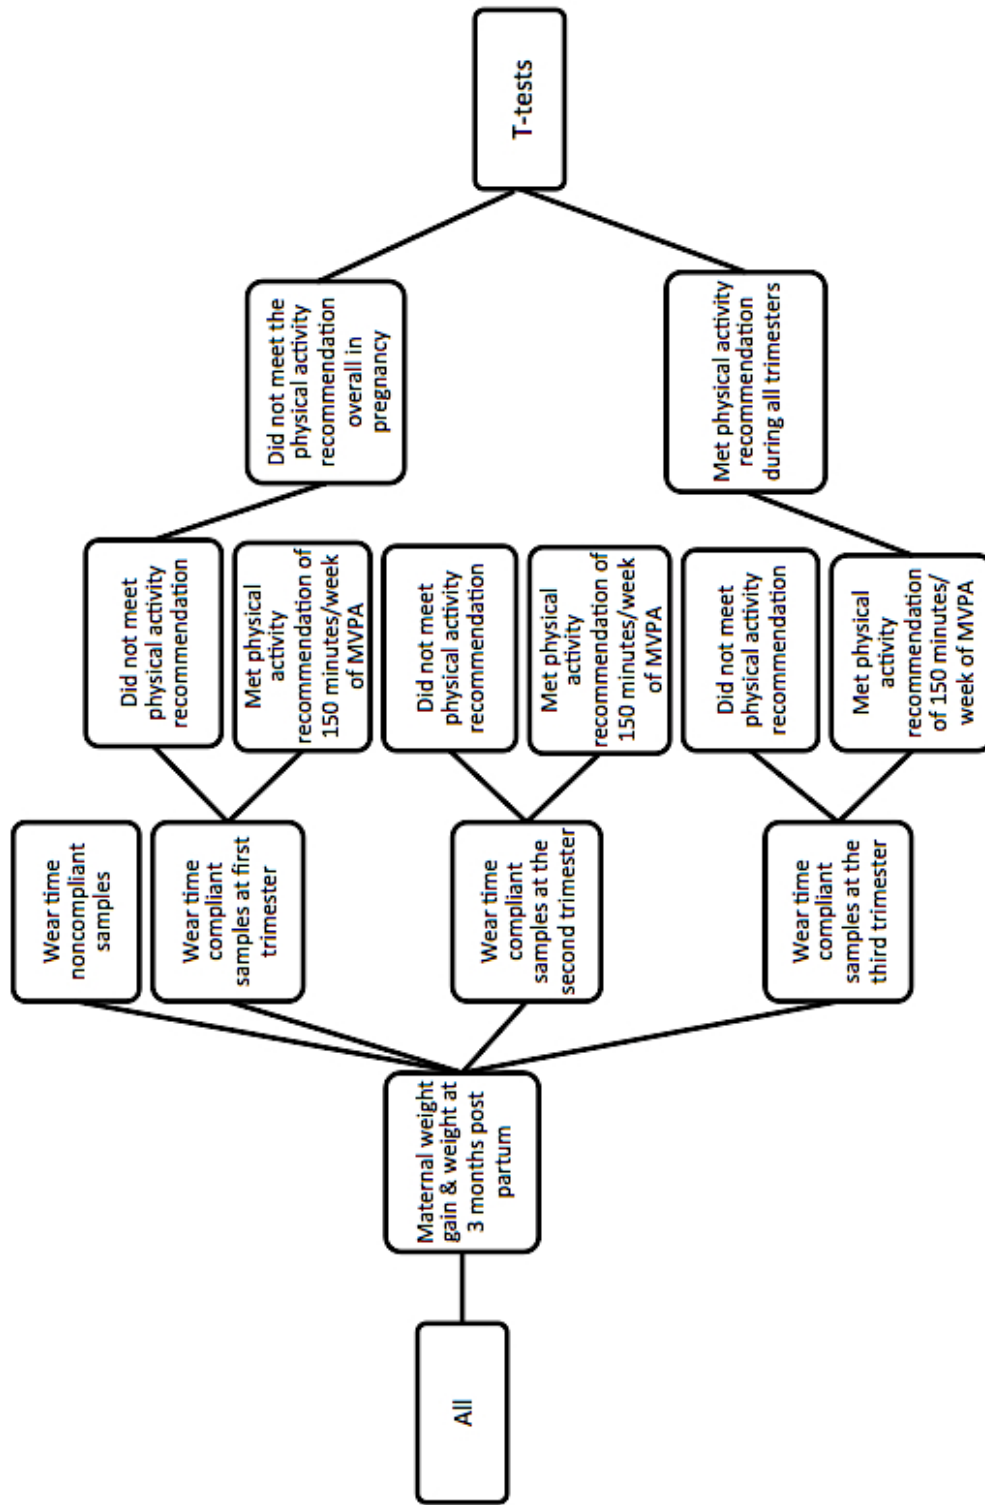 All
Maternal weight
gain & weight at
3 months post
partum
Wear time
noncompliant
samples
Wear time
compliant
samples at first
trimester
Wear time
compliant
samples at the
second trimester
Wear time
compliant
samples at the
third trimester
Did not meet
physical activity
recommendation
Met physical
activity
recommendation of
150 minutes/week
of MVPA
Did not meet
physical activity
recommendation
Met physical
activity
recommendation of
150 minutes/week
of MVPA
Did not meet
physical activity
recommendation
Met physical
activity
recommendation
of 150 minutes/
week of MVPA
Did not meet the
physical activity
recommendation
overall in
pregnancy
Met physical activity
recommendation
during all trimesters
T-tests